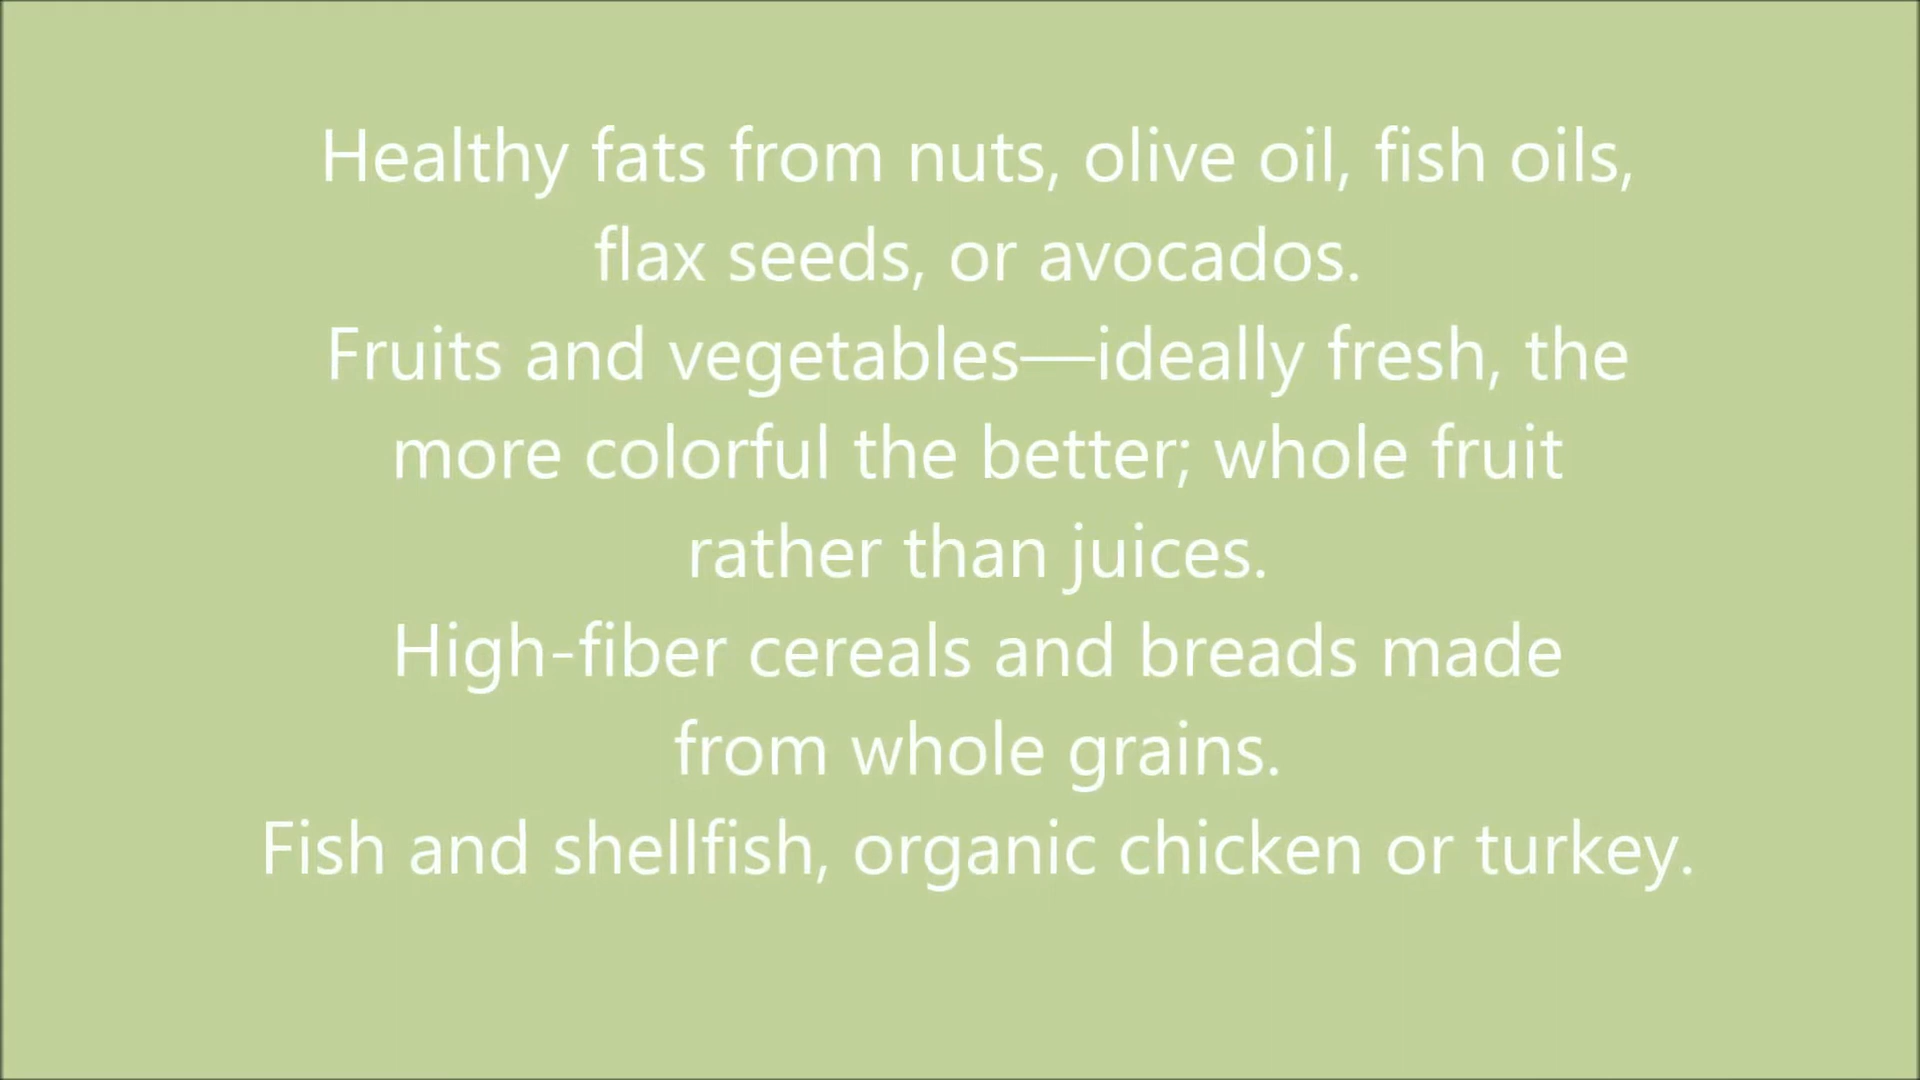 Healthy fats from nuts, olive oil, fish oils,
flax seeds, or avocados.
Fruits and vegetables—ideally fresh, the
more colorful the better; whole fruit
rather than juices.
High-fiber cereals and breads made
from whole grains.
Fish and shellfish, organic chicken or turkey.